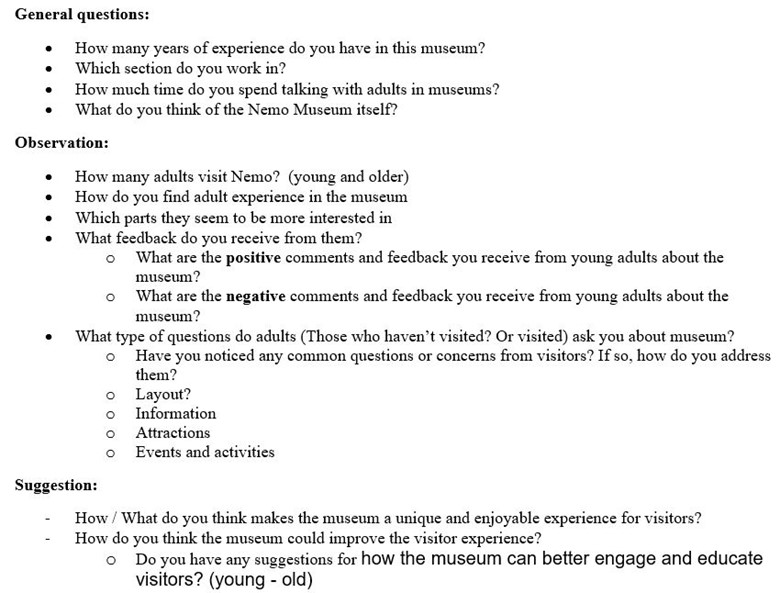 General questions:
• How many years of experience do you have in this museum?
• Which section do you work in?
• How much time do you spend talking with adults in museums?
• What do you think of the Nemo Museum itself?
Observation:
• How many adults visit Nemo?  (young and older)
• How do you find adult experience in the museum
• Which parts they seem to be more interested in
• What feedback do you receive from them?
o What are the positive comments and feedback you receive from young adults about the
museum?
o What are the negative comments and feedback you receive from young adults about the
museum?
• What type of questions do adults (Those who haven’t visited? Or visited) ask you about museum?
o Have you noticed any common questions or concerns from visitors? If so, how do you address
them?
o Layout?
o Information
o Attractions
o Events and activities
Suggestion:
- How / What do you think makes the museum a unique and enjoyable experience for visitors?
- How do you think the museum could improve the visitor experience?
o Do you have any suggestions for how the museum can better engage and educate
visitors? (young - old)